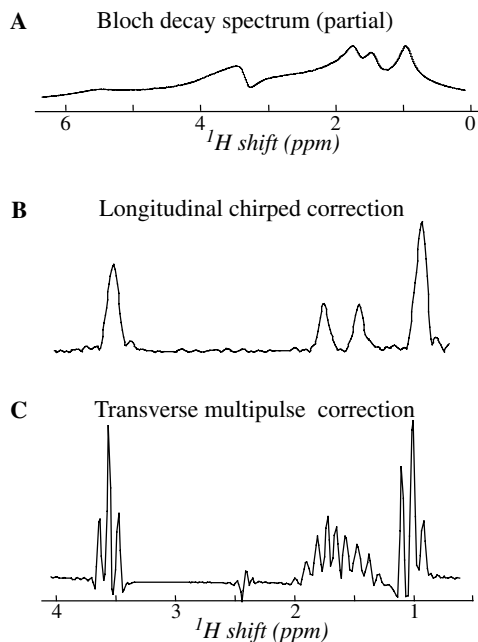 A Bloch decay spectrum (partial)
6 4 2 0
¹H shift (ppm)
B Longitudinal chirped correction
C Transverse multipulse correction
4 3 2 1
¹H shift (ppm)